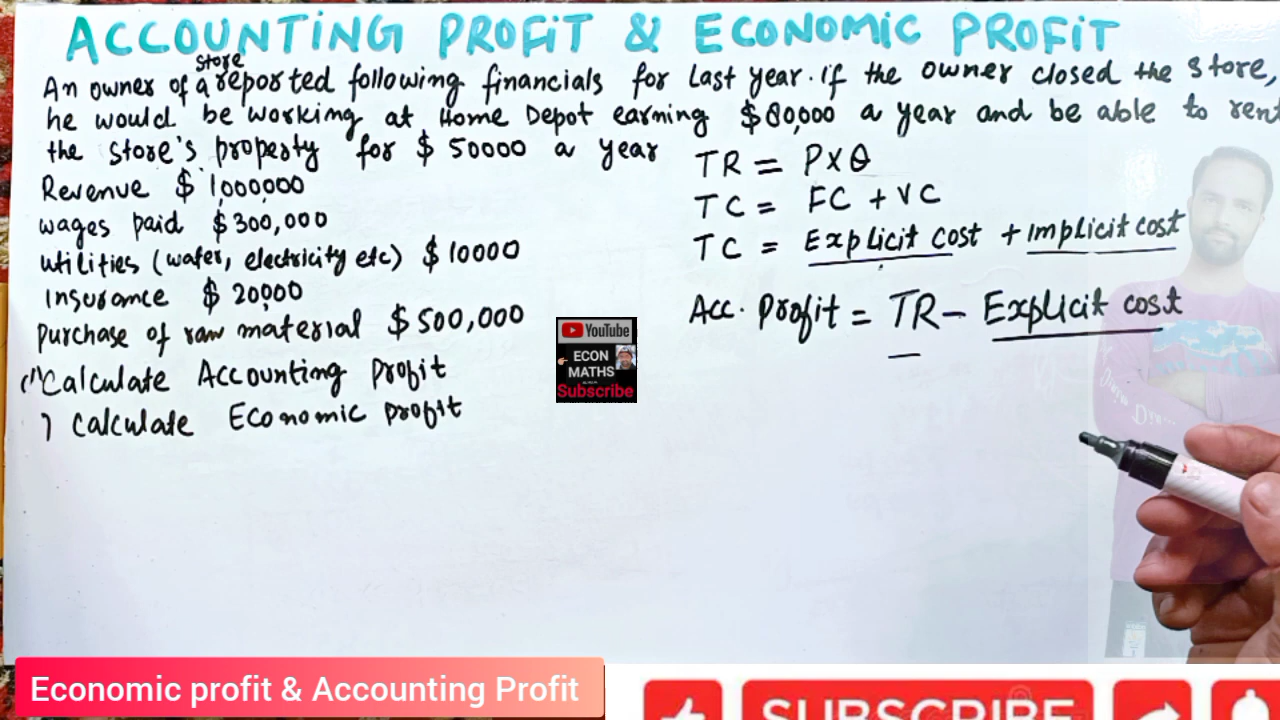 ACCOUNTING PROFIT & ECONOMIC PROFIT
store
An owner of a reported following financials for Last year. if the owner closed the store,
he would be working at Home Depot earning $80,000 a year and be able to rent
the store's property for $ 50000 a year
Revenue $ 1,000,000
wages paid $300,000
utilities (water, electricity etc) $ 10000
Insurance $ 20,000
Purchase of raw material $ 500,000
(1) Calculate Accounting Profit
) Calculate Economic profit
TR = P×Q
TC = FC + VC
TC = Explicit cost + Implicit cost
Acc. Profit = TR - Explicit cost
YouTube
ECON
MATHS
Subscribe
Economic profit & Accounting Profit
SUBSCRIBE